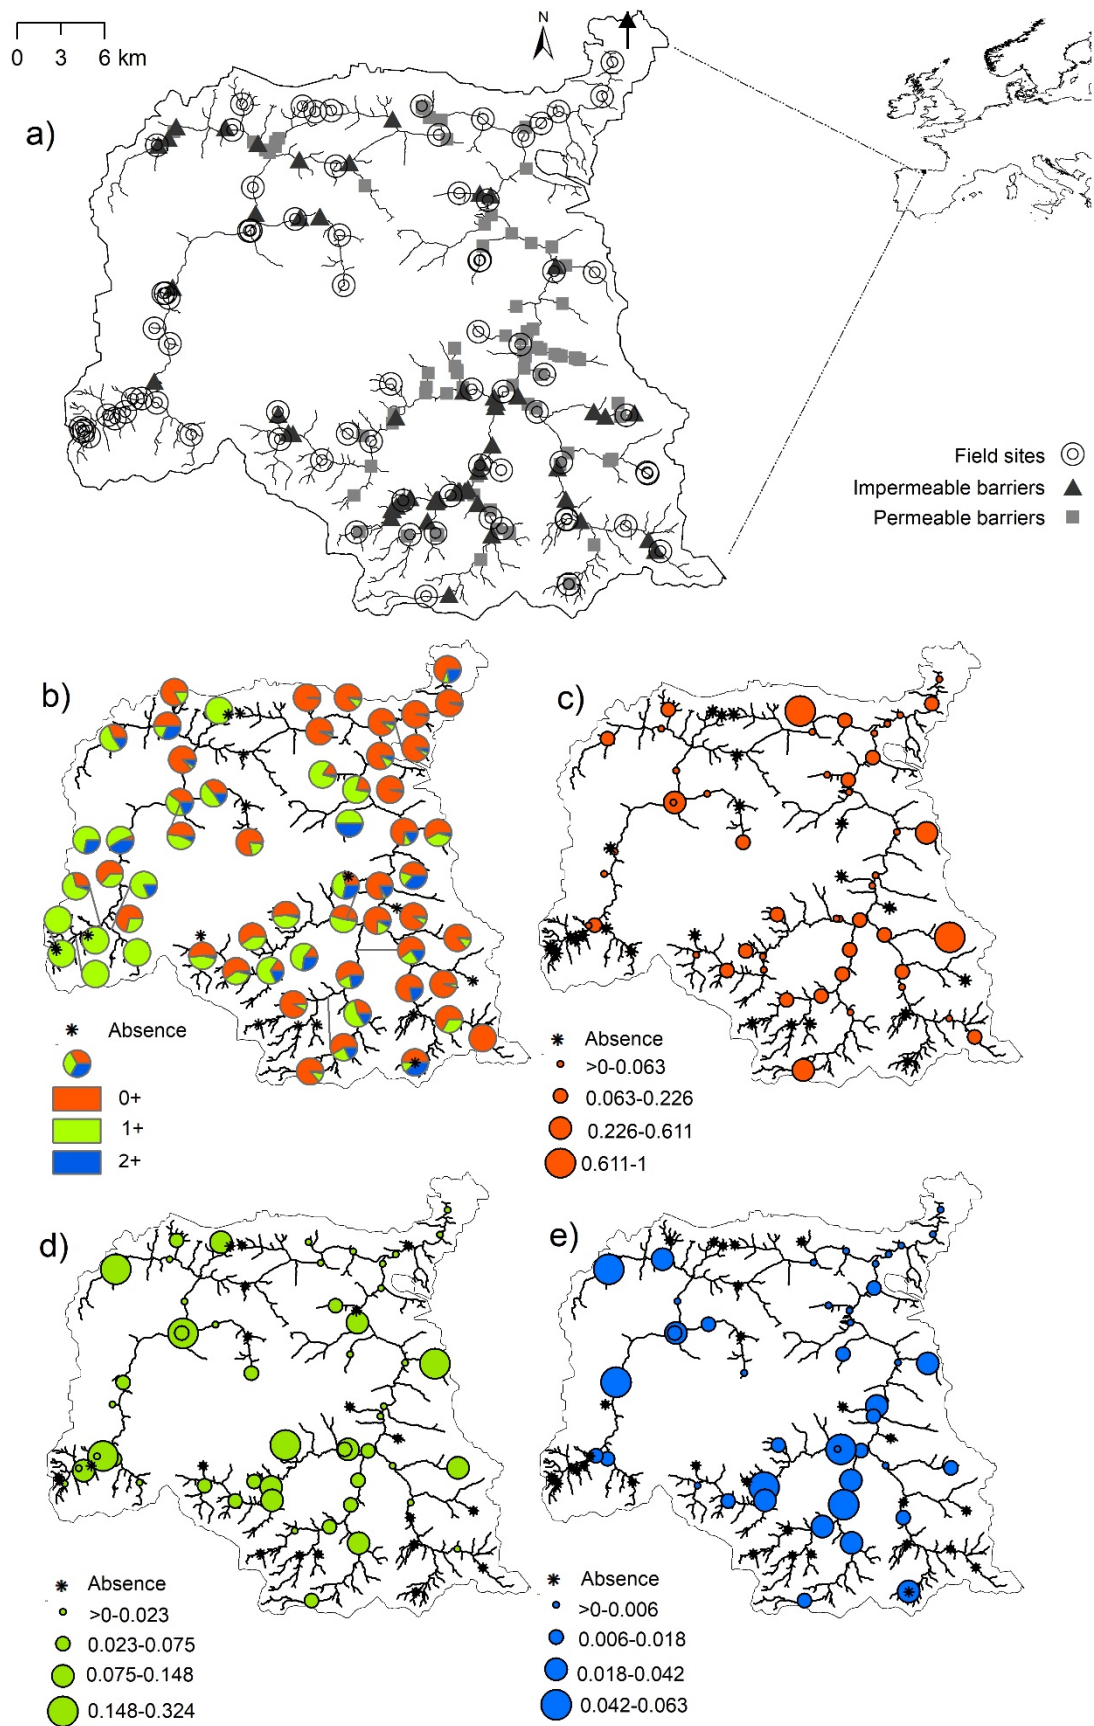 N
0 3 6 km
a)
Field sites
Impermeable barriers
Permeable barriers
b)
Absence
0+
1+
2+
c)
Absence
>0-0.063
0.063-0.226
0.226-0.611
0.611-1
d)
Absence
>0-0.023
0.023-0.075
0.075-0.148
0.148-0.324
e)
Absence
>0-0.006
0.006-0.018
0.018-0.042
0.042-0.063